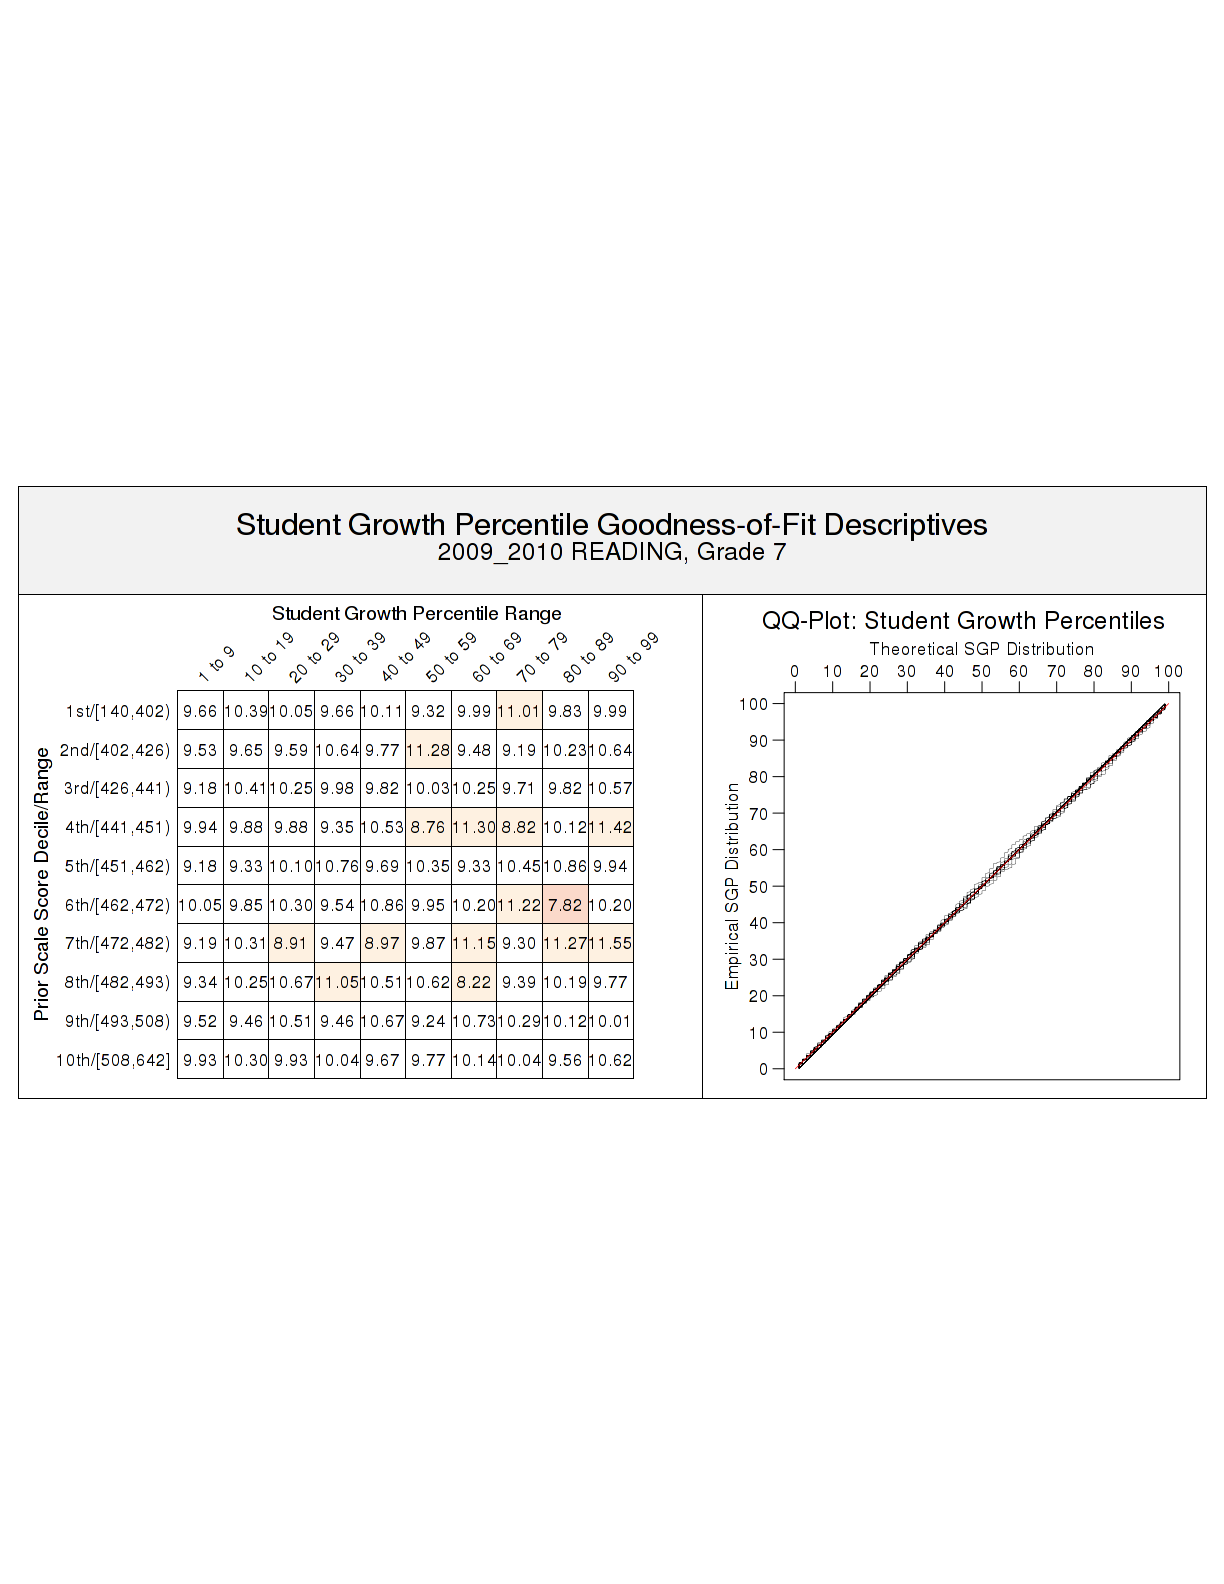 Student Growth Percentile Goodness-of-Fit Descriptives
2009_2010 READING, Grade 7
Student Growth Percentile Range
1 to 9 10 to 19 20 to 29 30 to 39 40 to 49 50 to 59 60 to 69 70 to 79 80 to 89 90 to 99
Prior Scale Score Decile/Range
1st/[140,402) 9.66 10.39 10.05 9.66 10.11 9.32 9.99 11.01 9.83 9.99
2nd/[402,426) 9.53 9.65 9.59 10.64 9.77 11.28 9.48 9.19 10.23 10.64
3rd/[426,441) 9.18 10.41 10.25 9.98 9.82 10.03 10.25 9.71 9.82 10.57
4th/[441,451) 9.94 9.88 9.88 9.35 10.53 8.76 11.30 8.82 10.12 11.42
5th/[451,462) 9.18 9.33 10.10 10.76 9.69 10.35 9.33 10.45 10.86 9.94
6th/[462,472) 10.05 9.85 10.30 9.54 10.86 9.95 10.20 11.22 7.82 10.20
7th/[472,482) 9.19 10.31 8.91 9.47 8.97 9.87 11.15 9.30 11.27 11.55
8th/[482,493) 9.34 10.25 10.67 11.05 10.51 10.62 8.22 9.39 10.19 9.77
9th/[493,508) 9.52 9.46 10.51 9.46 10.67 9.24 10.73 10.29 10.12 10.01
10th/[508,642] 9.93 10.30 9.93 10.04 9.67 9.77 10.14 10.04 9.56 10.62
QQ-Plot: Student Growth Percentiles
Theoretical SGP Distribution
0 10 20 30 40 50 60 70 80 90 100
Empirical SGP Distribution
100
90
80
70
60
50
40
30
20
10
0